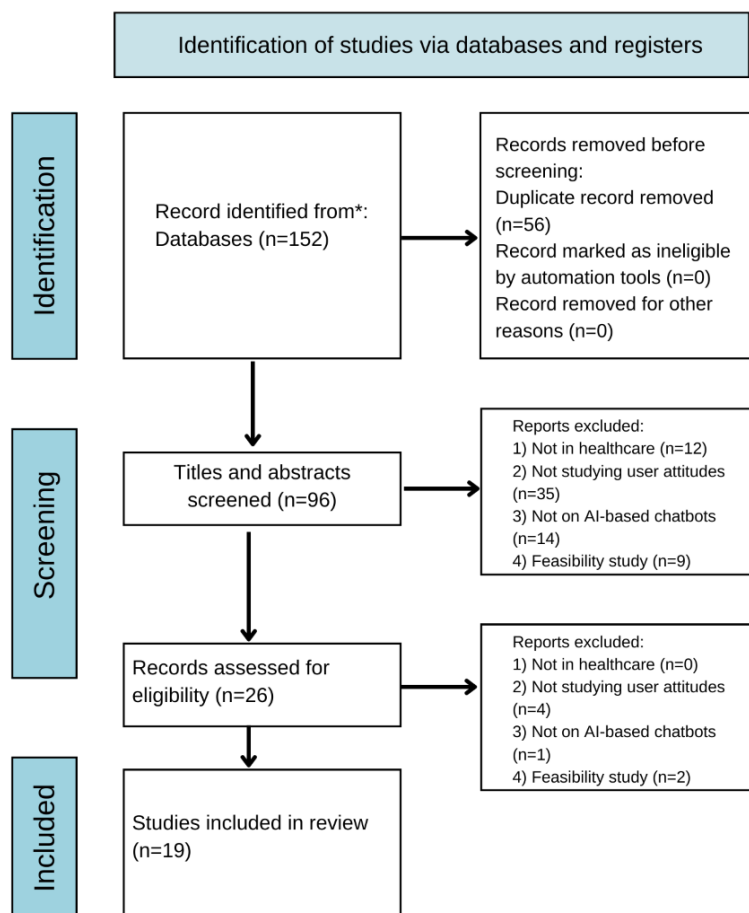 Identification of studies via databases and registers
Identification
Record identified from*:
Databases (n=152)
Records removed before
screening:
Duplicate record removed
(n=56)
Record marked as ineligible
by automation tools (n=0)
Record removed for other
reasons (n=0)
Screening
Titles and abstracts
screened (n=96)
Reports excluded:
1) Not in healthcare (n=12)
2) Not studying user attitudes
(n=35)
3) Not on AI-based chatbots
(n=14)
4) Feasibility study (n=9)
Records assessed for
eligibility (n=26)
Reports excluded:
1) Not in healthcare (n=0)
2) Not studying user attitudes
(n=4)
3) Not on AI-based chatbots
(n=1)
4) Feasibility study (n=2)
Included
Studies included in review
(n=19)